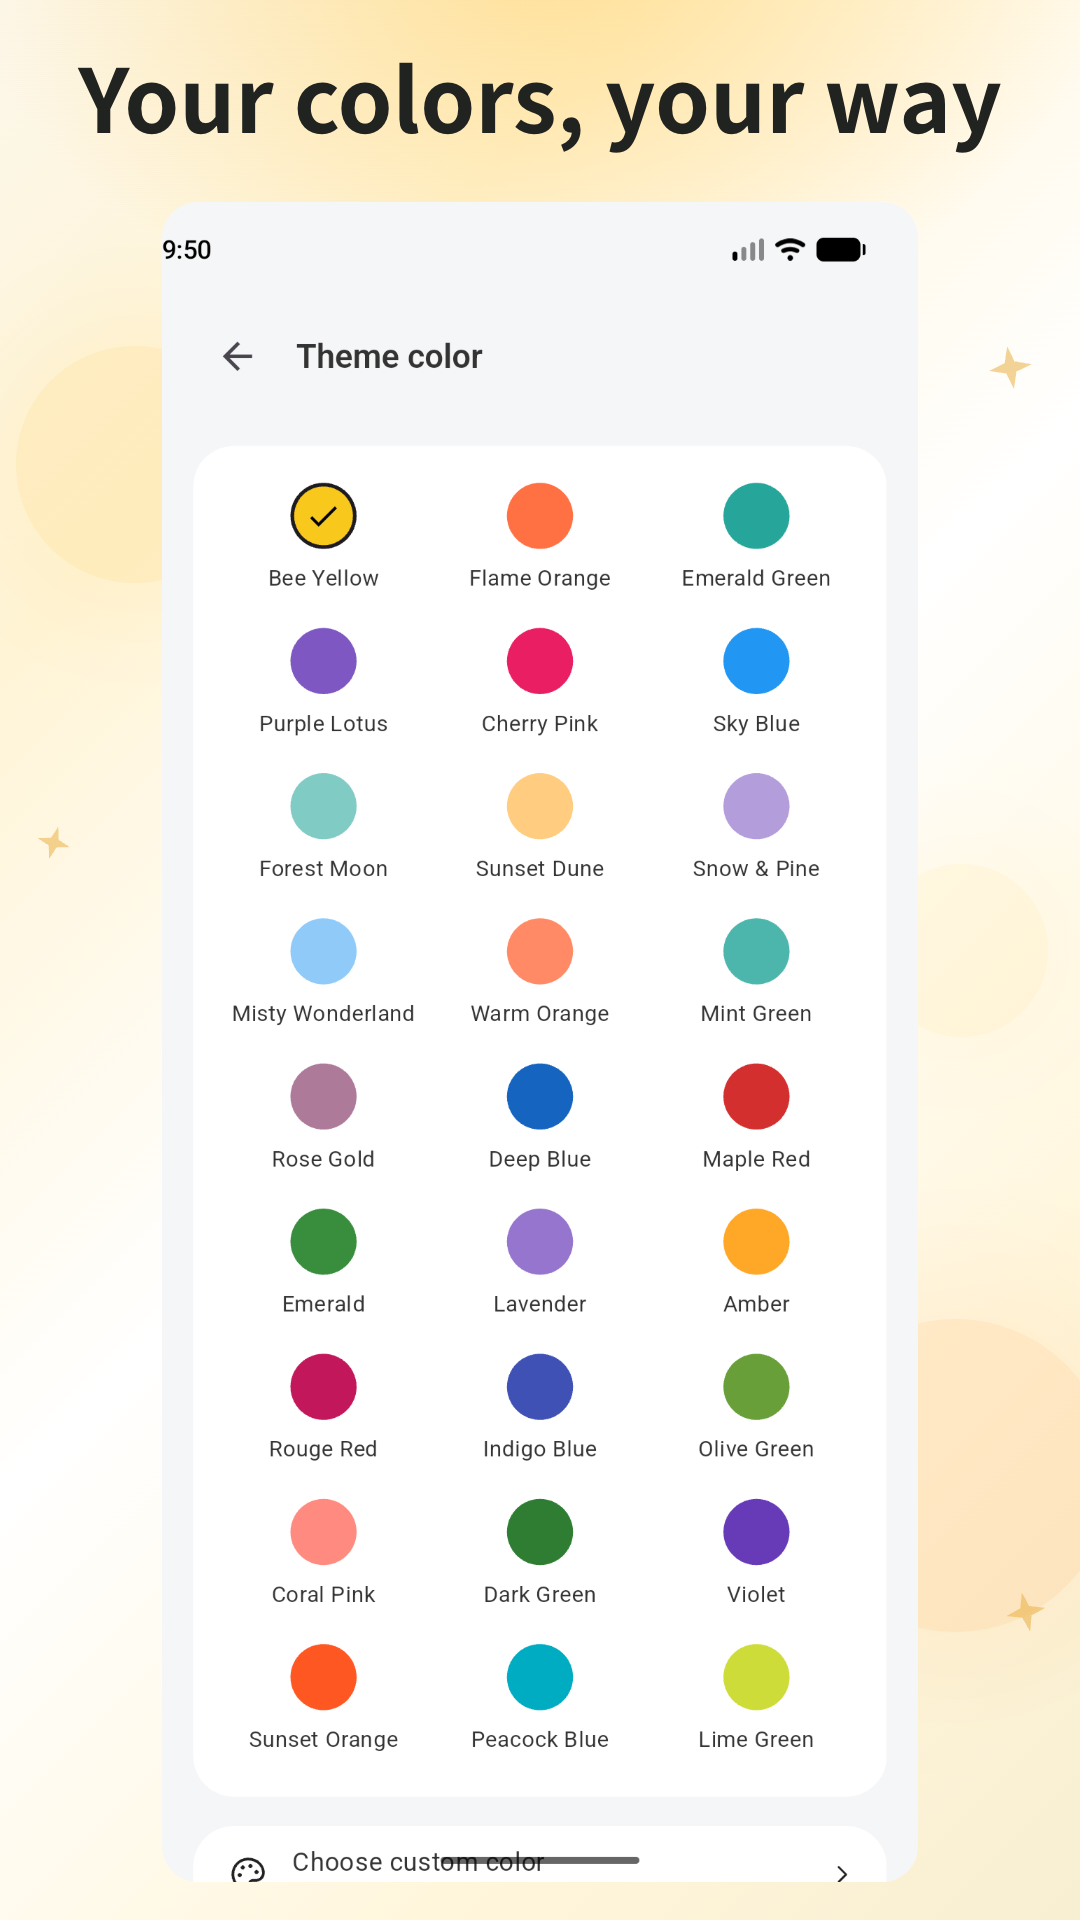 Your colors, your way
9:50
Theme color
Bee Yellow
Flame Orange
Emerald Green
Purple Lotus
Cherry Pink
Sky Blue
Forest Moon
Sunset Dune
Snow & Pine
Misty Wonderland
Warm Orange
Mint Green
Rose Gold
Deep Blue
Maple Red
Emerald
Lavender
Amber
Rouge Red
Indigo Blue
Olive Green
Coral Pink
Dark Green
Violet
Sunset Orange
Peacock Blue
Lime Green
Choose custom color